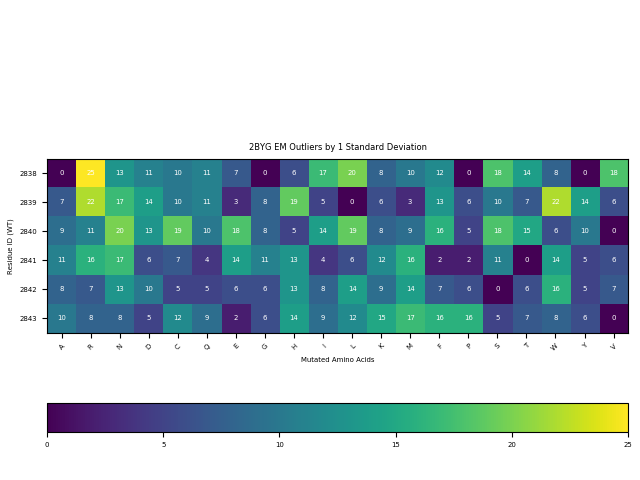 2BYG EM Outliers by 1 Standard Deviation
Residue ID (WT)
2838 0 25 13 11 10 11 7 0 6 17 20 8 10 12 0 18 14 8 0 18
2839 7 22 17 14 10 11 3 8 19 5 0 6 3 13 6 10 7 22 14 6
2840 9 11 20 13 19 10 18 8 5 14 19 8 9 16 5 18 15 6 10 0
2841 11 16 17 6 7 4 14 11 13 4 6 12 16 2 2 11 0 14 5 6
2842 8 7 13 10 5 5 6 6 13 8 14 9 14 7 6 0 6 16 5 7
2843 10 8 8 5 12 9 2 6 14 9 12 15 17 16 16 5 7 8 6 0
A R N D C Q E G H I L K M F P S T W Y V
Mutated Amino Acids
0 5 10 15 20 25